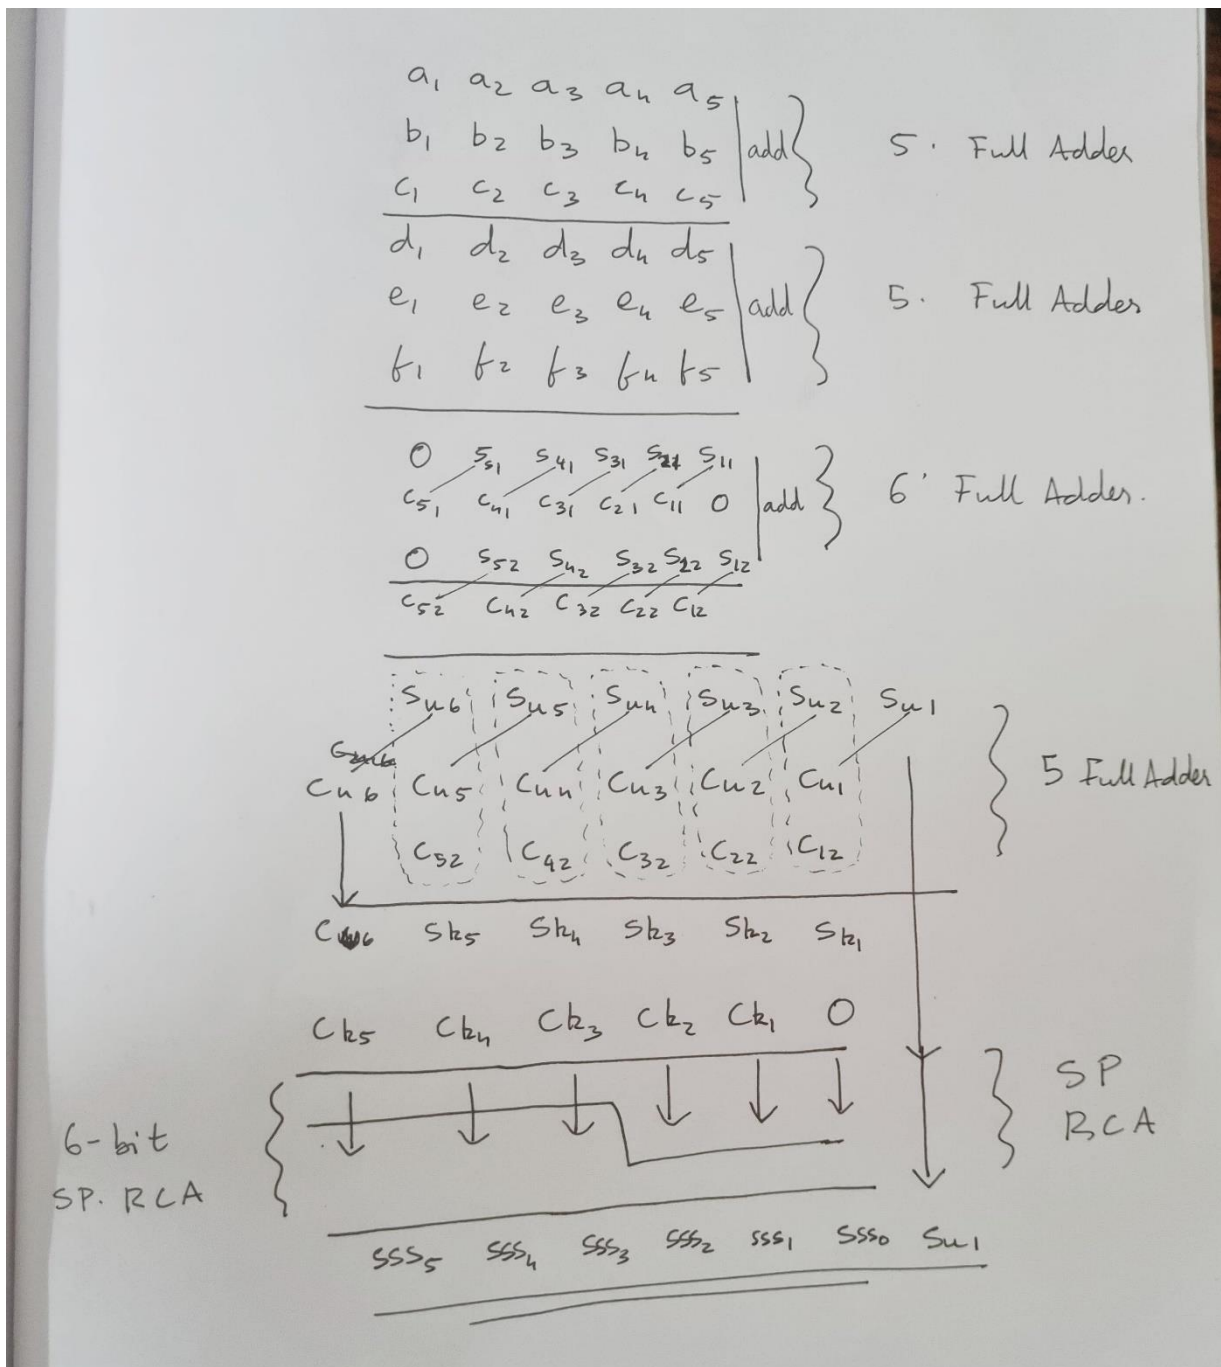 a₁ a₂ a₃ a₄ a₅
b₁ b₂ b₃ b₄ b₅ add 5. Full Adder
c₁ c₂ c₃ c₄ c₅
d₁ d₂ d₃ d₄ d₅
e₁ e₂ e₃ e₄ e₅ add 5. Full Adder
f₁ f₂ f₃ f₄ f₅
0 S₅₁ S₄₁ S₃₁ S₂₁ S₁₁
C₅₁ C₄₁ C₃₁ C₂₁ C₁₁ 0 add 6' Full Adder.
0 S₅₂ S₄₂ S₃₂ S₂₂ S₁₂
C₅₂ C₄₂ C₃₂ C₂₂ C₁₂
Su6 Su5 Su4 Su3 Su2 Su1
Cu6 Cu5 Cu4 Cu3 Cu2 Cu1 5 Full Adder
C₅₂ C₄₂ C₃₂ C₂₂ C₁₂
Cu6 Sk₅ Sk₄ Sk₃ Sk₂ Sk₁
Ck₅ Ck₄ Ck₃ Ck₂ Ck₁ 0
SP
RCA
6-bit
SP. RCA
SSS₅ SSS₄ SSS₃ SSS₂ SSS₁ SSS₀ Su1